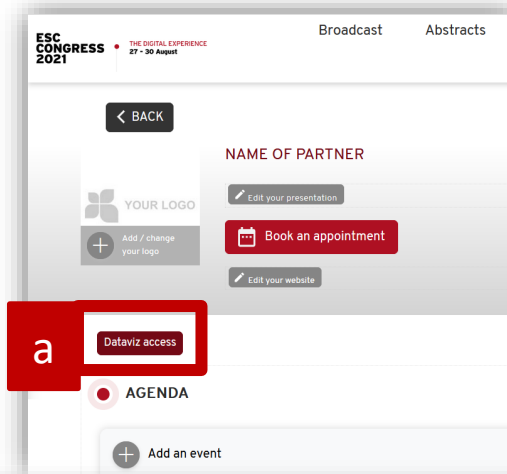 Broadcast Abstracts
ESC
CONGRESS
2021
THE DIGITAL EXPERIENCE
27 - 30 August
BACK
NAME OF PARTNER
YOUR LOGO
Edit your presentation
Add / change
your logo
Book an appointment
Edit your website
a
Dataviz access
AGENDA
Add an event